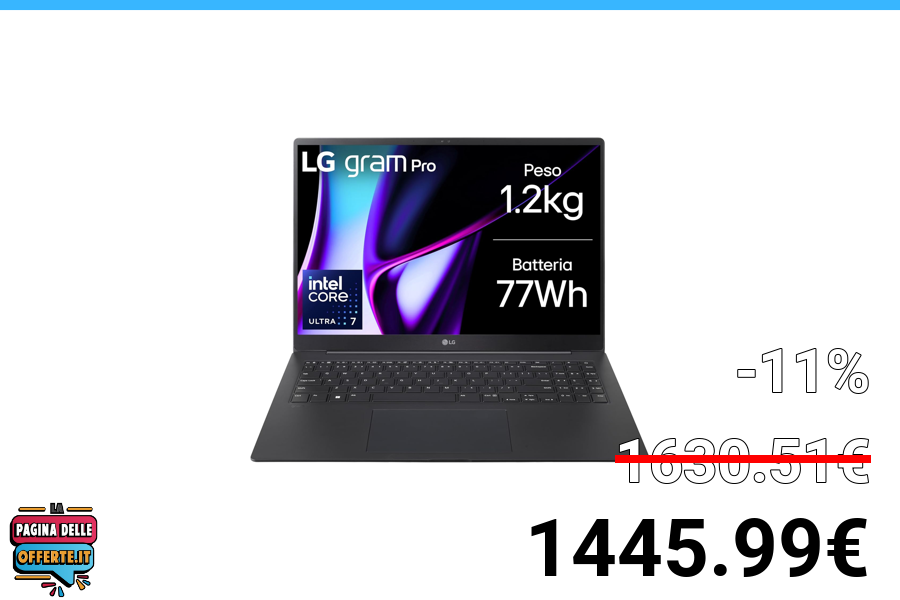 LG gram Pro
Peso
1.2kg
Batteria
77Wh
intel
CORE
ULTRA 7
LG
-11%
1630.51€
1445.99€
LA
PAGINA DELLE
OFFERTE.IT